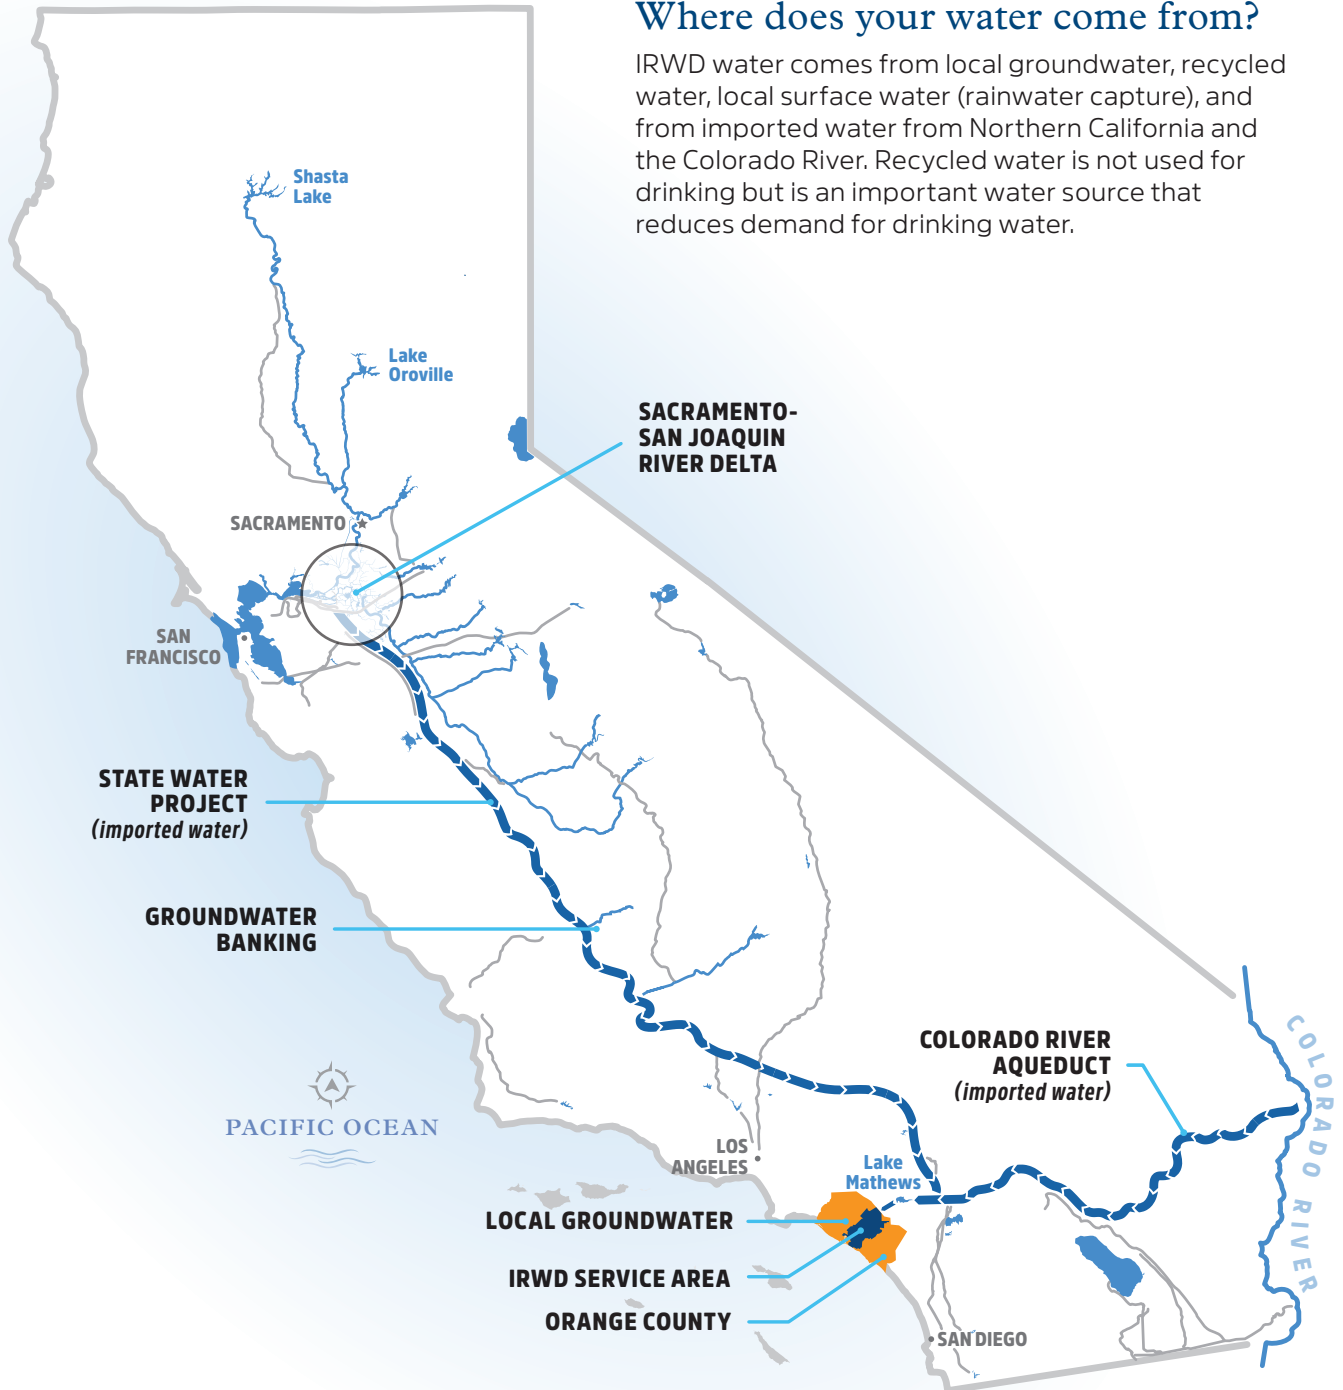 Where does your water come from?
IRWD water comes from local groundwater, recycled
water, local surface water (rainwater capture), and
from imported water from Northern California and
the Colorado River. Recycled water is not used for
drinking but is an important water source that
reduces demand for drinking water.
Shasta
Lake
Lake
Oroville
SACRAMENTO-
SAN JOAQUIN
RIVER DELTA
SACRAMENTO
SAN
FRANCISCO
STATE WATER
PROJECT
(imported water)
GROUNDWATER
BANKING
COLORADO RIVER
AQUEDUCT
(imported water)
COLORADO RIVER
PACIFIC OCEAN
LOS
ANGELES
Lake
Mathews
LOCAL GROUNDWATER
IRWD SERVICE AREA
ORANGE COUNTY
SAN DIEGO